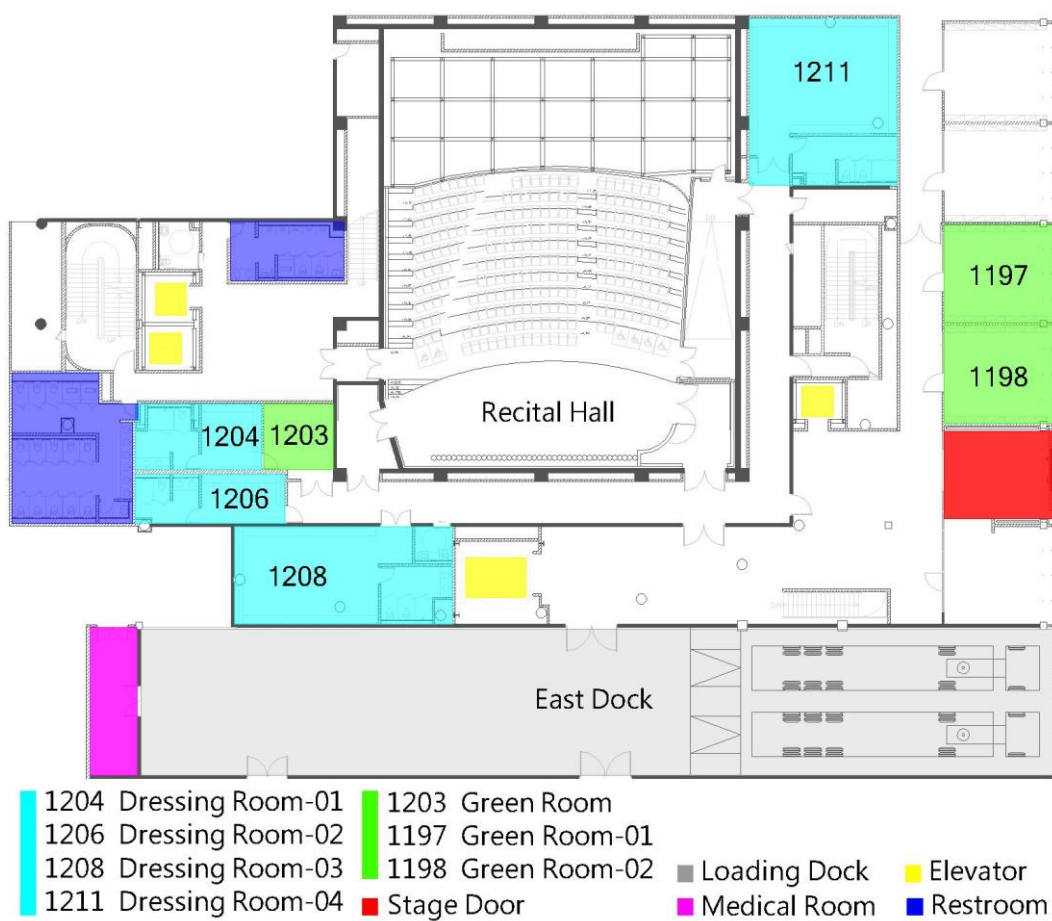 1211
1197
1198
Recital Hall
1204
1203
1206
1208
East Dock
1204 Dressing Room-01
1206 Dressing Room-02
1208 Dressing Room-03
1211 Dressing Room-04
1203 Green Room
1197 Green Room-01
1198 Green Room-02
Stage Door
Loading Dock
Medical Room
Elevator
Restroom